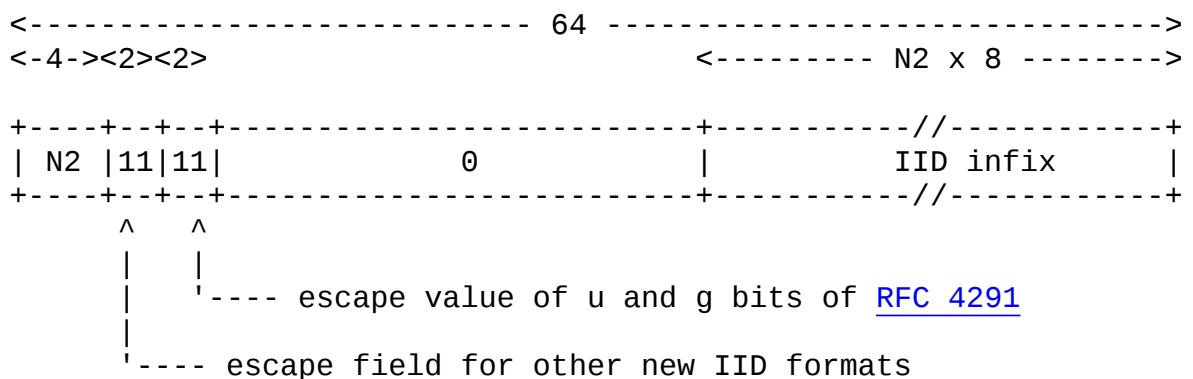 <---------------------------- 64 ------------------------------->
<-4-><2><2>                           <--------- N2 x 8 -------->
+----+--+--+--------------------------+-----------//------------+
| N2 |11|11|             0            |          IID infix      |
+----+--+--+--------------------------+-----------//------------+
      ^   ^
      |   |
      |   '---- escape value of u and g bits of RFC 4291
      |
      '---- escape field for other new IID formats